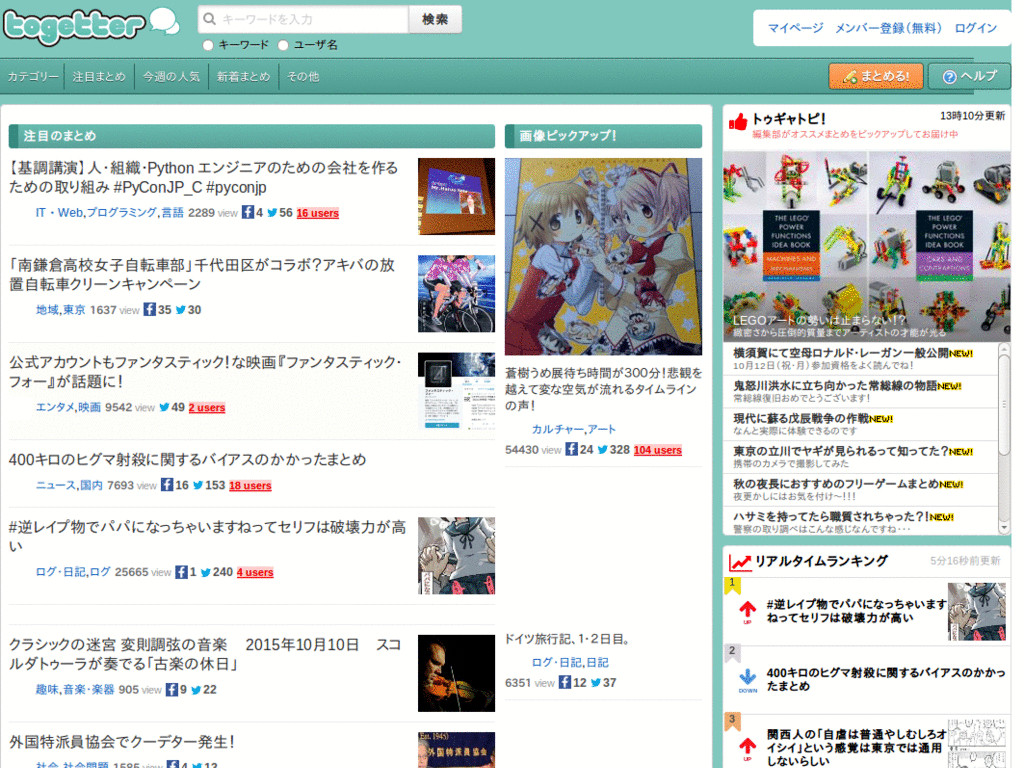 togetter
キーワードを入力
検索
キーワード
ユーザ名
マイページ メンバー登録(無料) ログイン
カテゴリー
注目まとめ
今週の人気
新着まとめ
その他
まとめる!
ヘルプ
注目のまとめ
【基調講演】人・組織・Python エンジニアのための会社を作る
ための取り組み #PyConJP_C #pyconjp
IT・Web,プログラミング,言語 2289 view 4 56 16 users
「南鎌倉高校女子自転車部」千代田区がコラボ?アキバの放
置自転車クリーンキャンペーン
地域,東京 1637 view 35 30
公式アカウントもファンタスティック!な映画『ファンタスティック・
フォー』が話題に!
エンタメ,映画 9542 view 49 2 users
400キロのヒグマ射殺に関するバイアスのかかったまとめ
ニュース,国内 7693 view 16 153 18 users
#逆レイプ物でパパになっちゃいますねってセリフは破壊力が高
い
ログ・日記,ログ 25665 view 1 240 4 users
クラシックの迷宮 変則調弦の音楽 2015年10月10日 スコ
ルダトゥーラが奏でる「古楽の休日」
趣味,音楽・楽器 905 view 9 22
外国特派員協会でクーデター発生!
社会,社会問題 1585 view 4 13
Est. 1945)
外国特派員協会
画像ピックアップ!
蒼樹うめ展待ち時間が300分!悲観を
越えて変な空気が流れるタイムライン
の声!
カルチャー,アート
54430 view 24 328 104 users
ドイツ旅行記、1・2日目。
ログ・日記,日記
6351 view 12 37
トゥギャトピ! 13時10分更新
編集部がオススメまとめをピックアップしてお届け中
THE LEGO
POWER
FUNCTIONS
IDEA BOOK
MACHINES AND
MECHANISMS
THE LEGO
POWER
FUNCTIONS
IDEA BOOK
CARS AND
CONTRAPTIONS
LEGOアートの勢いは止まらない!?
緻密さから圧倒的質量までアーティストの才能が光る
横須賀にて空母ロナルド・レーガン一般公開NEW!
10月12日(祝・月)参加資格をよく読んでね!
鬼怒川洪水に立ち向かった常総線の物語NEW!
常総線復旧おめでとうございます!
現代に蘇る戊辰戦争の作戦NEW!
なんと実際に体験できるのです
東京の立川でヤギが見られるって知ってた?NEW!
携帯のカメラで撮影してみた
秋の夜長におすすめのフリーゲームまとめNEW!
夜更かしにはお気を付け～!!!
ハサミを持ってたら職質されちゃった?!NEW!
警察の取り調べはこんな感じなんですね・・・
リアルタイムランキング 5分16秒前更新
1
UP
#逆レイプ物でパパになっちゃいます
ねってセリフは破壊力が高い
2
DOWN
400キロのヒグマ射殺に関するバイアスのかかっ
たまとめ
3
UP
関西人の「自虐は普通やしむしろオ
イシイ」という感覚は東京では通用
しないらしい